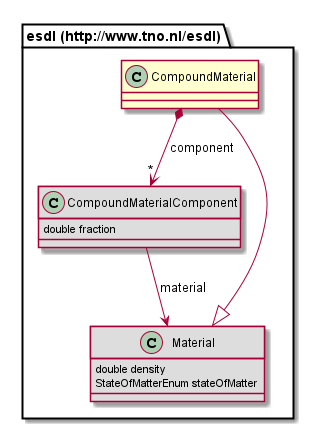 esdl (http://www.tno.nl/esdl)
C CompoundMaterial
component
*
C CompoundMaterialComponent
double fraction
material
C Material
double density
StateOfMatterEnum stateOfMatter